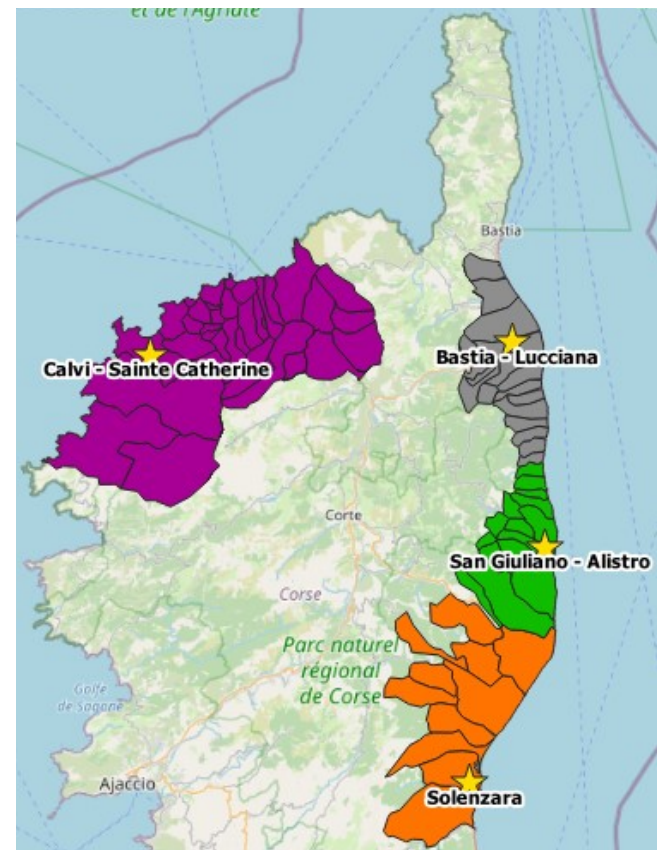 et de l'Agriate
Bastia
Bastia - Lucciana
Calvi - Sainte Catherine
Corte
San Giuliano - Alistro
Corse
Parc naturel
régional
de Corse
Golfe
de Sagone
Ajaccio
Solenzara